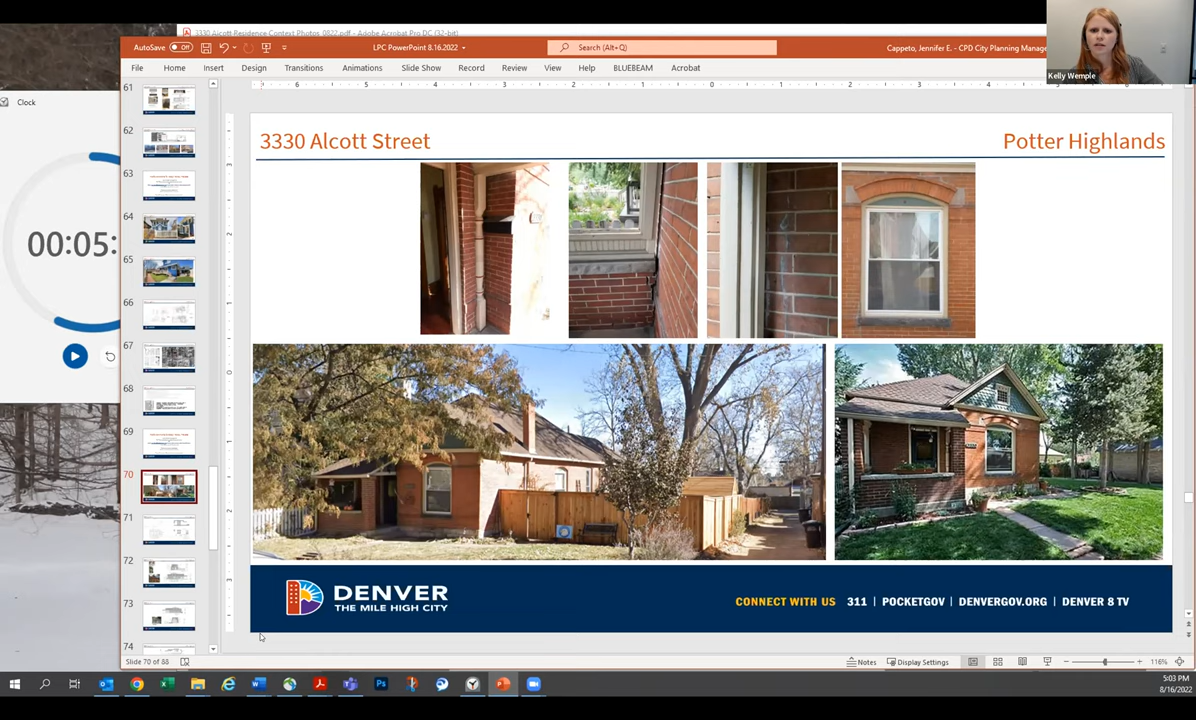 3330 Alcott Residence Context Photos_0822.pdf - Adobe Acrobat Pro DC (32-bit)
AutoSave Off
LPC PowerPoint 8.16.2022
Search (Alt+Q)
Cappeto, Jennifer E. - CPD City Planning Manage
Kelly Wemple
File Home Insert Design Transitions Animations Slide Show Record Review View Help BLUEBEAM Acrobat
Clock
00:05:
61
62
63
64
65
66
67
68
69
70
71
72
73
74
3330 Alcott Street
Potter Highlands
DENVER
THE MILE HIGH CITY
CONNECT WITH US 311 | POCKETGOV | DENVERGOV.ORG | DENVER 8 TV
Slide 70 of 88
Notes
Display Settings
116%
5:03 PM
8/16/2022